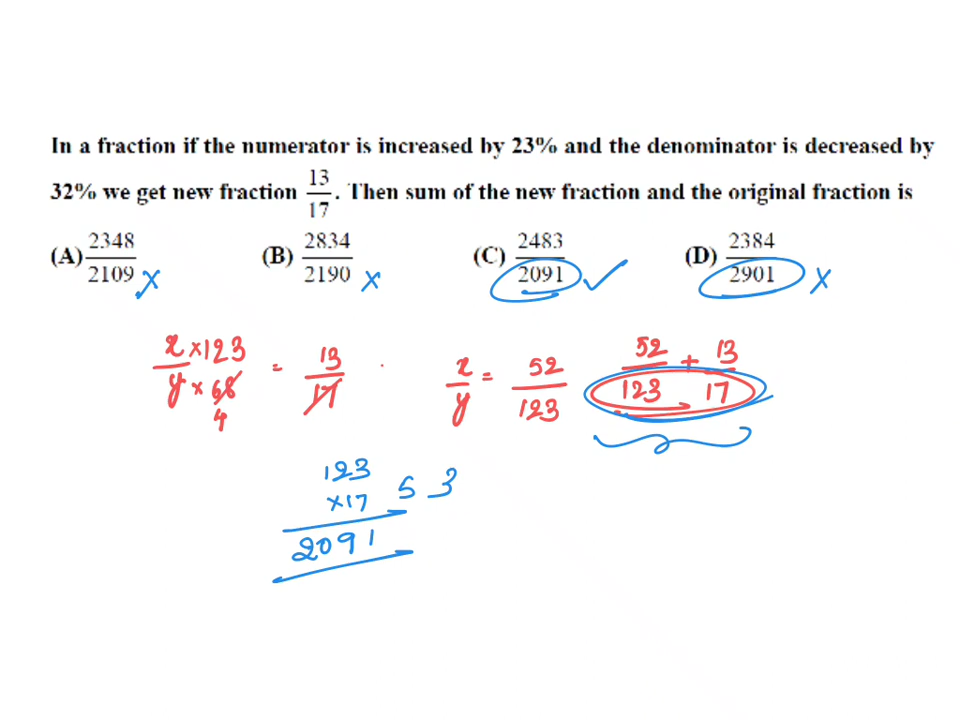 In a fraction if the numerator is increased by 23% and the denominator is decreased by
32% we get new fraction 13/17. Then sum of the new fraction and the original fraction is
(A) 2348/2109 x (B) 2834/2190 x (C) 2483/2091 ✓ (D) 2384/2901 x
x×123/y×68 = 13/17 x/y = 52/123 52/123 + 13/17
4
123
×17 5 3
2091